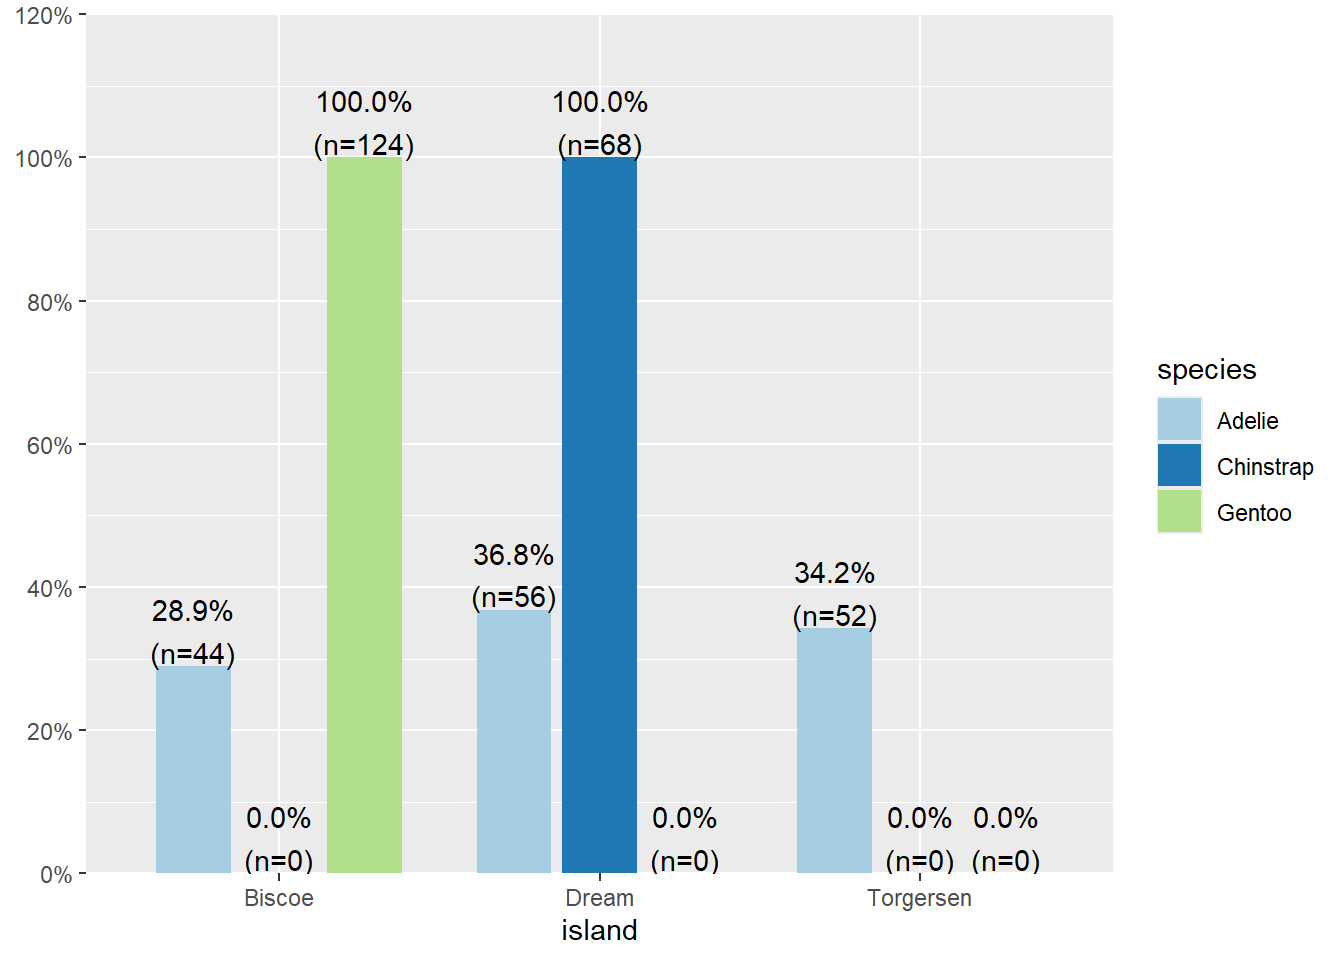 120%
100%
80%
60%
40%
20%
0%
100.0%
(n=124)
100.0%
(n=68)
36.8%
(n=56)
34.2%
(n=52)
28.9%
(n=44)
0.0%
(n=0)
0.0%
(n=0)
0.0%
(n=0)
0.0%
(n=0)
Biscoe
Dream
Torgersen
island
species
Adelie
Chinstrap
Gentoo